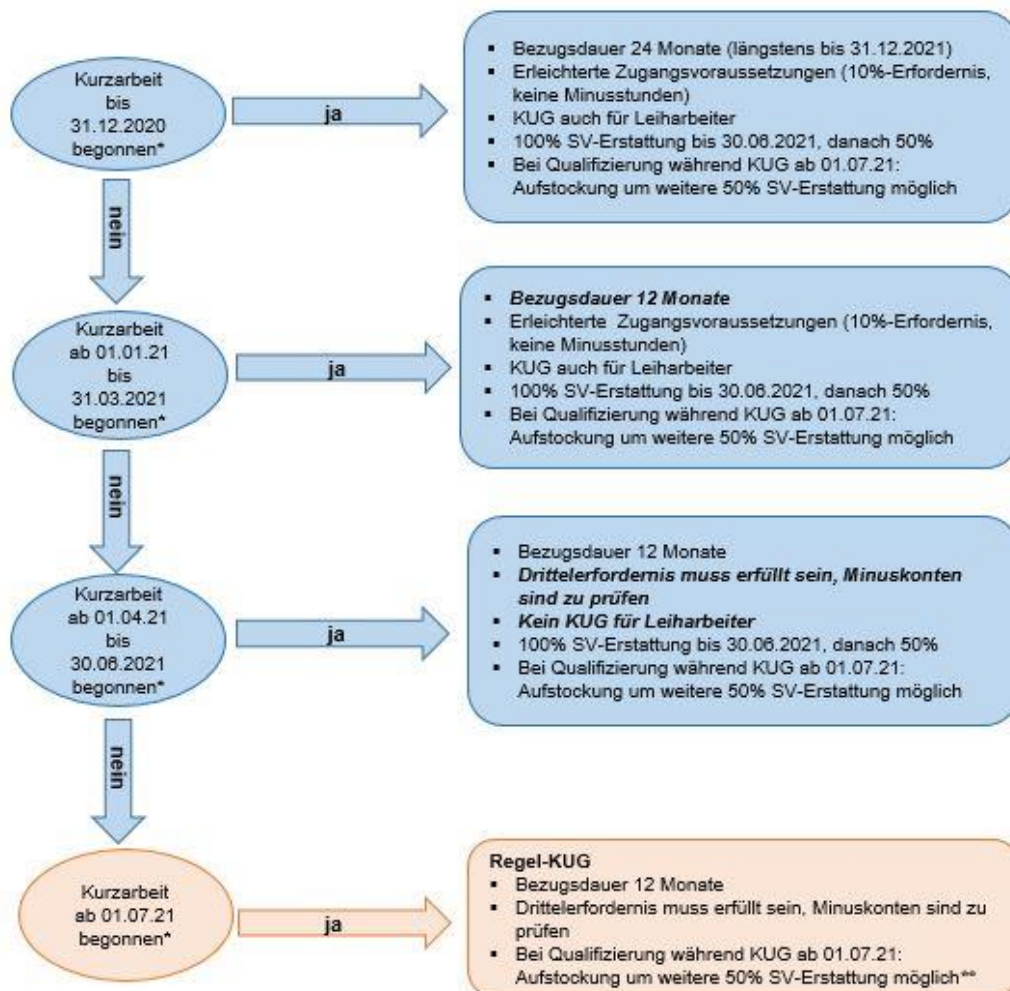 Kurzarbeit
bis
31.12.2020
begonnen*
ja
▪ Bezugsdauer 24 Monate (längstens bis 31.12.2021)
▪ Erleichterte Zugangsvoraussetzungen (10%-Erfordernis,
keine Minusstunden)
▪ KUG auch für Leiharbeiter
▪ 100% SV-Erstattung bis 30.06.2021, danach 50%
▪ Bei Qualifizierung während KUG ab 01.07.21:
Aufstockung um weitere 50% SV-Erstattung möglich
nein
Kurzarbeit
ab 01.01.21
bis
31.03.2021
begonnen*
ja
▪ Bezugsdauer 12 Monate
▪ Erleichterte Zugangsvoraussetzungen (10%-Erfordernis,
keine Minusstunden)
▪ KUG auch für Leiharbeiter
▪ 100% SV-Erstattung bis 30.06.2021, danach 50%
▪ Bei Qualifizierung während KUG ab 01.07.21:
Aufstockung um weitere 50% SV-Erstattung möglich
nein
Kurzarbeit
ab 01.04.21
bis
30.06.2021
begonnen*
ja
▪ Bezugsdauer 12 Monate
▪ Drittelerfordernis muss erfüllt sein, Minuskonten
sind zu prüfen
▪ Kein KUG für Leiharbeiter
▪ 100% SV-Erstattung bis 30.06.2021, danach 50%
▪ Bei Qualifizierung während KUG ab 01.07.21:
Aufstockung um weitere 50% SV-Erstattung möglich
nein
Kurzarbeit
ab 01.07.21
begonnen*
ja
Regel-KUG
▪ Bezugsdauer 12 Monate
▪ Drittelerfordernis muss erfüllt sein, Minuskonten sind zu
prüfen
▪ Bei Qualifizierung während KUG ab 01.07.21:
Aufstockung um weitere 50% SV-Erstattung möglich**